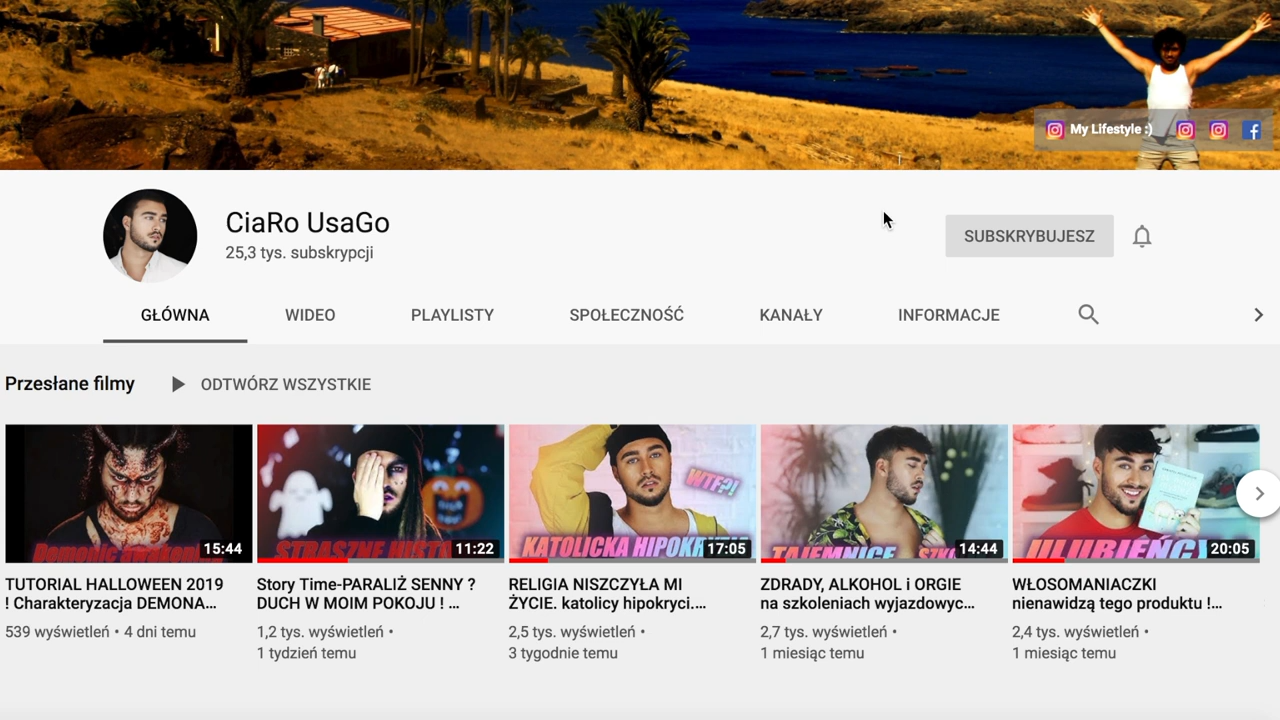 My Lifestyle :)
CiaRo UsaGo
25,3 tys. subskrypcji
SUBSKRYBUJESZ
GŁÓWNA
WIDEO
PLAYLISTY
SPOŁECZNOŚĆ
KANAŁY
INFORMACJE
Przesłane filmy
ODTWÓRZ WSZYSTKIE
Demonic
15:44
TUTORIAL HALLOWEEN 2019
! Charakteryzacja DEMONA...
539 wyświetleń • 4 dni temu
STRASZNE
11:22
Story Time-PARALIŻ SENNY ?
DUCH W MOIM POKOJU ! ...
1,2 tys. wyświetleń •
1 tydzień temu
WTF?!
KATOLICKA
17:05
RELIGIA NISZCZYŁA MI
ŻYCIE. katolicy hipokryci....
2,5 tys. wyświetleń •
3 tygodnie temu
TAJEMNICE
14:44
ZDRADY, ALKOHOL i ORGIE
na szkoleniach wyjazdowyc...
2,7 tys. wyświetleń •
1 miesiąc temu
20:05
WŁOSOMANIACZKI
nienawidzą tego produktu !...
2,4 tys. wyświetleń •
1 miesiąc temu